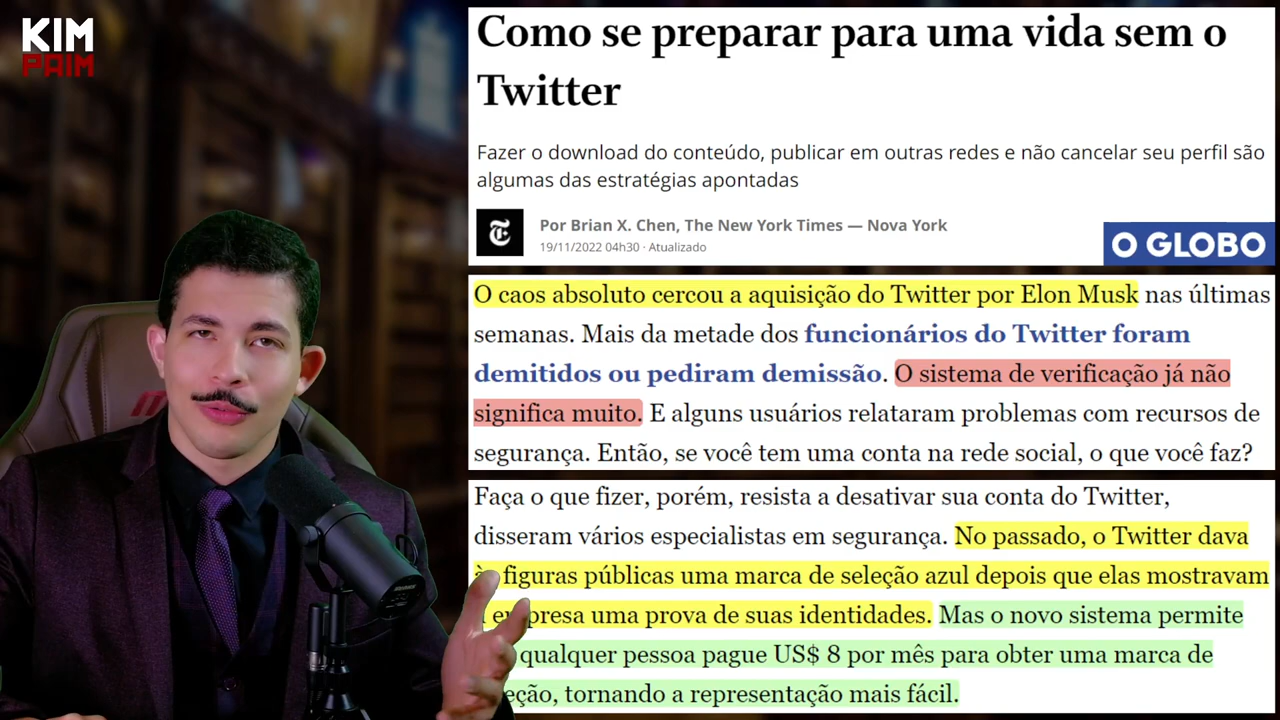 KIM
PAIM
Como se preparar para uma vida sem o
Twitter
Fazer o download do conteúdo, publicar em outras redes e não cancelar seu perfil são
algumas das estratégias apontadas
Por Brian X. Chen, The New York Times — Nova York
19/11/2022 04h30 · Atualizado
O GLOBO
O caos absoluto cercou a aquisição do Twitter por Elon Musk nas últimas
semanas. Mais da metade dos funcionários do Twitter foram
demitidos ou pediram demissão. O sistema de verificação já não
significa muito. E alguns usuários relataram problemas com recursos de
segurança. Então, se você tem uma conta na rede social, o que você faz?
Faça o que fizer, porém, resista a desativar sua conta do Twitter,
disseram vários especialistas em segurança. No passado, o Twitter dava
figuras públicas uma marca de seleção azul depois que elas mostravam
empresa uma prova de suas identidades. Mas o novo sistema permite
qualquer pessoa pague US$ 8 por mês para obter uma marca de
tornando a representação mais fácil.